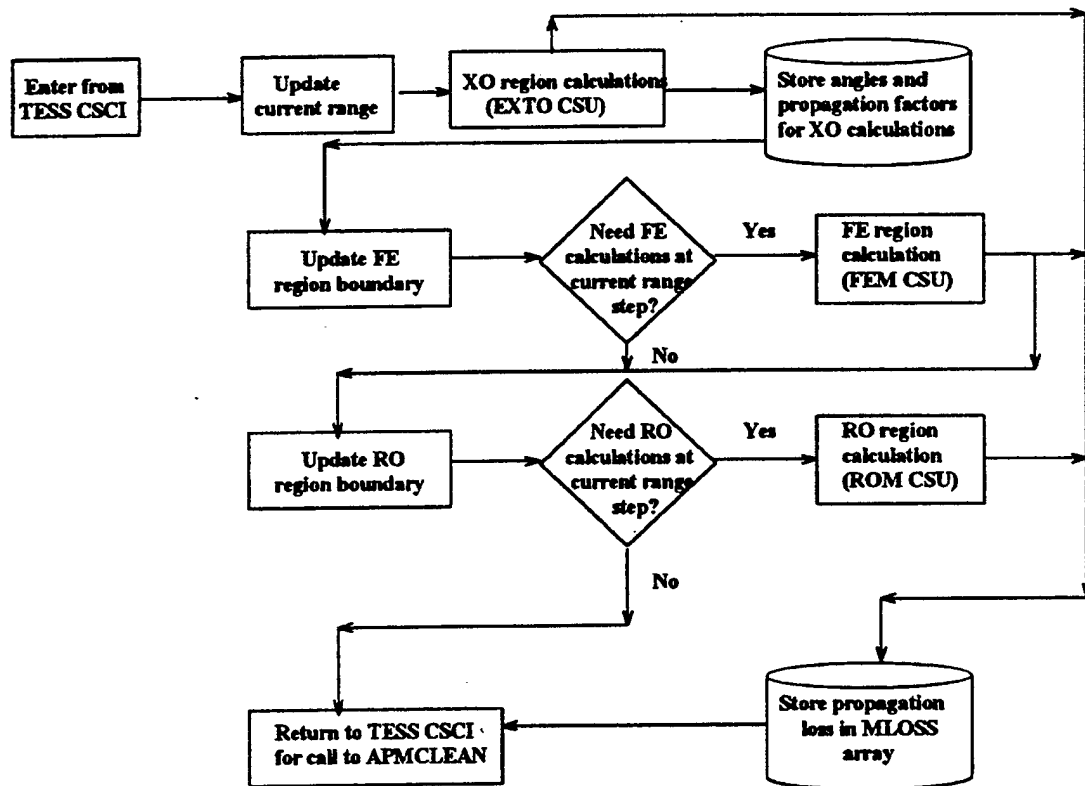 Enter from
TESS CSCI
Update
current range
XO region calculations
(EXTO CSU)
Store angles and
propagation factors
for XO calculations
Update FE
region boundary
Need FE
calculations at
current range
step?
Yes
No
FE region
calculation
(FEM CSU)
Update RO
region boundary
Need RO
calculations at
current range
step?
Yes
No
RO region
calculation
(ROM CSU)
Return to TESS CSCI
for call to APMCLEAN
Store propagation
loss in MLOSS
array